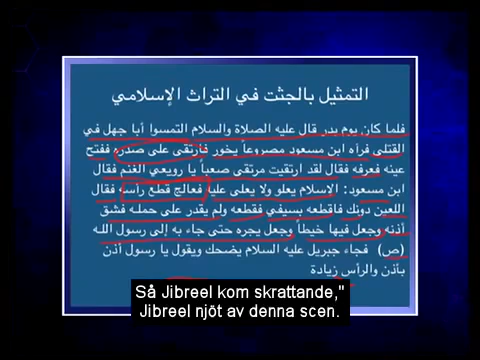 التمثيل بالجثث في التراث الإسلامي
فلما كان يوم بدر قال عليه الصلاة والسلام التمسوا أبا جهل في
القتلى فرآه ابن مسعود مصروعاً يخور فارتقى على صدره ففتح
عينه فعرفه فقال لقد ارتقيت مرتقى صعباً يا رويعي الغنم فقال
ابن مسعود: الإسلام يعلو ولا يعلى عليه فعالج قطع رأسه فقال
اللعين دونك فاقطعه بسيفي فقطعه ولم يقدر على حمله فشق
أذنه وجعل فيها خيطاً وجعل يجره حتى جاء به إلى رسول الله
(ص) فجاء جبريل عليه السلام يضحك ويقول يا رسول أذن
بأذن والرأس زيادة
Så Jibreel kom skrattande,"
Jibreel njöt av denna scen.